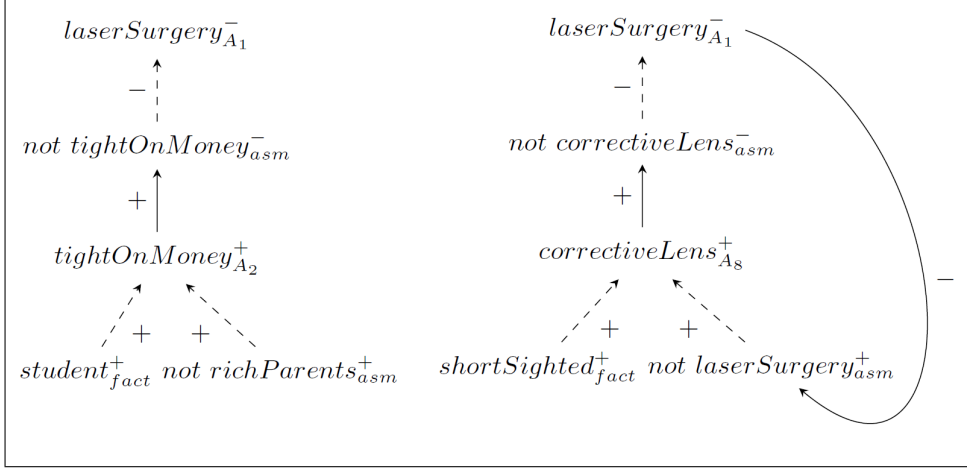 laserSurgery⁻_{A₁} laserSurgery⁻_{A₁}
− −
not tightOnMoney⁻_{asm} not correctiveLens⁻_{asm}
+ +
tightOnMoney⁺_{A₂} correctiveLens⁺_{A₈}
−
+ + + +
student⁺_{fact} not richParents⁺_{asm} shortSighted⁺_{fact} not laserSurgery⁺_{asm}